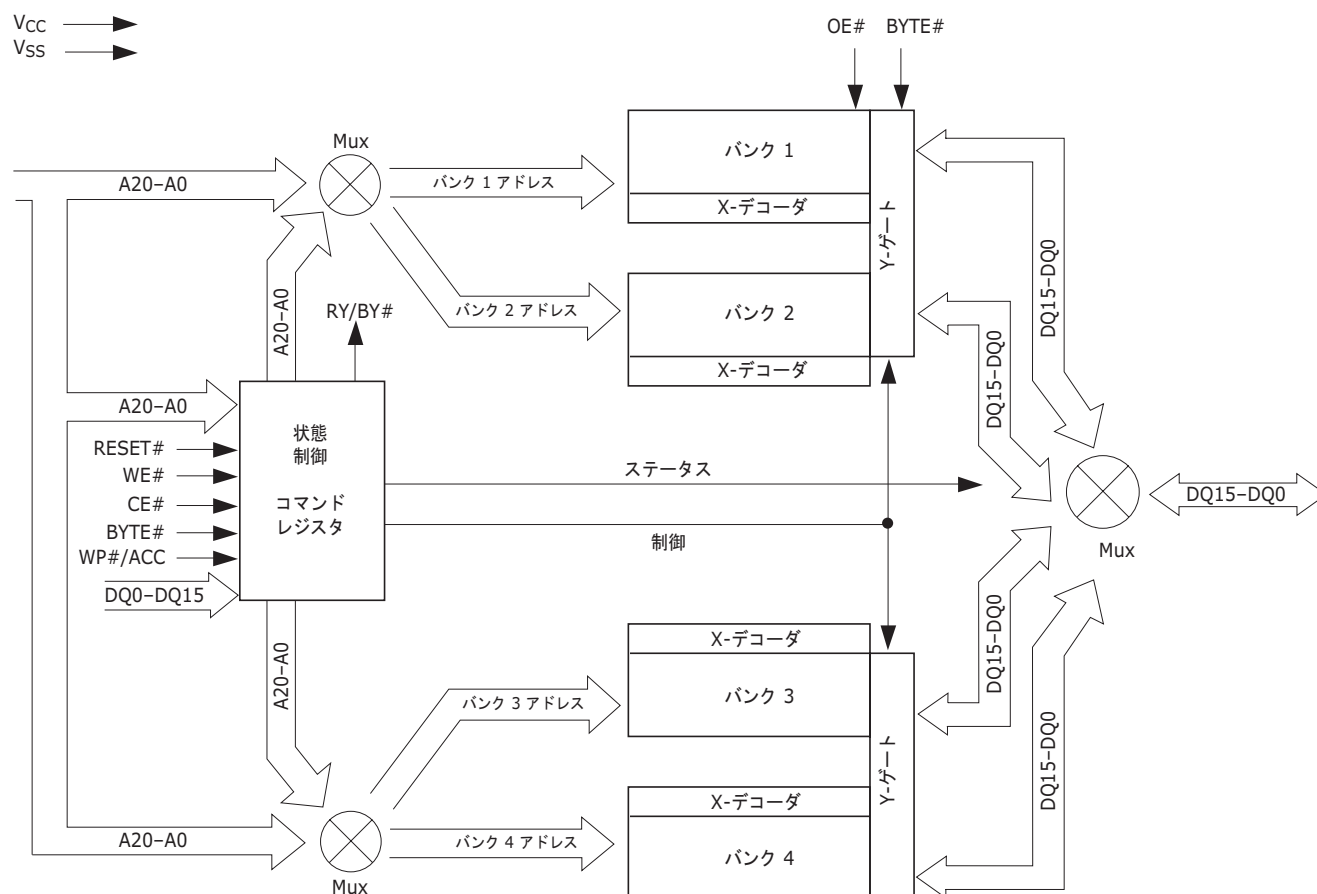 VCC
VSS
OE# BYTE#
Mux
バンク 1
A20–A0
バンク 1 アドレス
X-デコーダ
Y-ゲート
DQ15–DQ0
A20–A0
RY/BY#
バンク 2 アドレス
バンク 2
X-デコーダ
DQ15–DQ0
A20–A0
状態
制御
コマンド
レジスタ
RESET#
WE#
CE#
BYTE#
WP#/ACC
DQ0–DQ15
ステータス
制御
DQ15–DQ0
Mux
A20–A0
X-デコーダ
バンク 3 アドレス
バンク 3
Y-ゲート
DQ15–DQ0
DQ15–DQ0
X-デコーダ
A20–A0
バンク 4 アドレス
バンク 4
Mux